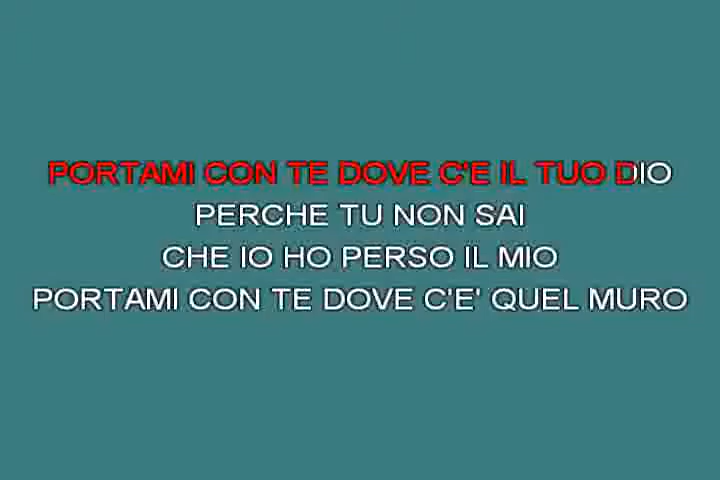 PORTAMI CON TE DOVE C'E IL TUO DIO
PERCHE TU NON SAI
CHE IO HO PERSO IL MIO
PORTAMI CON TE DOVE C'E' QUEL MURO